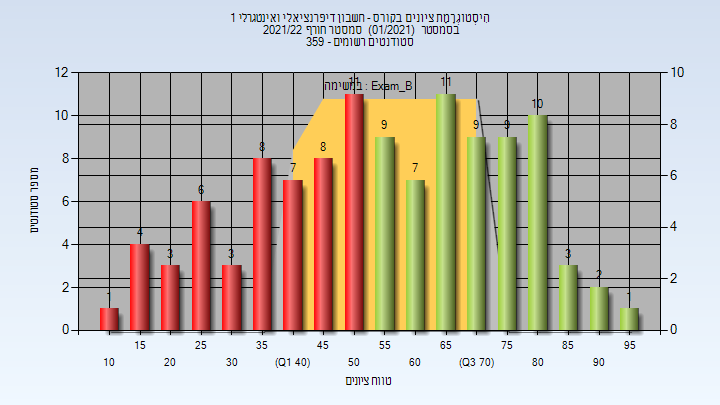 היסטוגרמת ציונים בקורס - חשבון דיפרנציאלי ואינטגרלי 1
בסמסטר (01/2021) סמסטר חורף 2021/22
סטודנטים רשומים - 359
במשימה : Exam_B
12 10 8 6 4 2 0
מספר סטודנטים
10 8 6 4 2 0
1 4 3 6 3 8 7 8 11 9 7 11 9 9 10 3 2 1
15 25 35 45 55 65 75 85 95
10 20 30 (Q1 40) 50 60 (Q3 70) 80 90
טווח ציונים